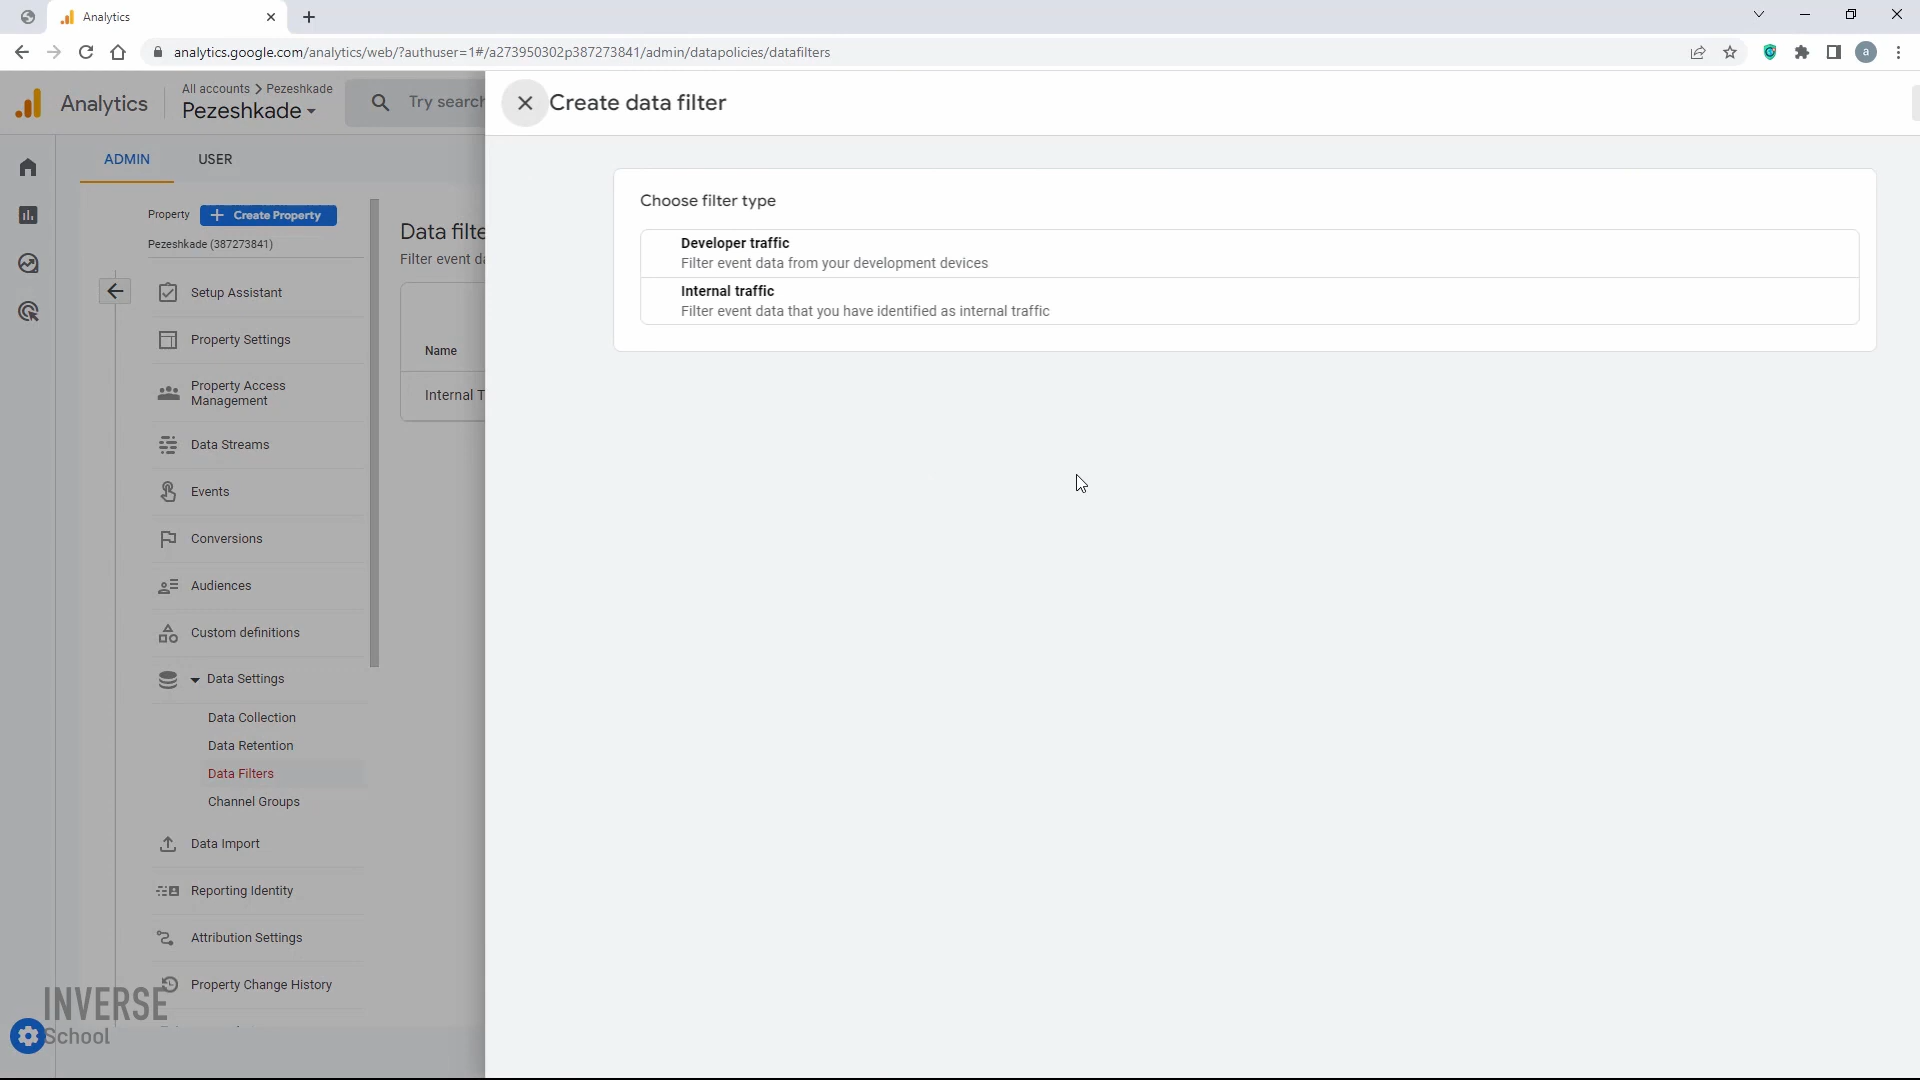 Analytics
analytics.google.com/analytics/web/?authuser=1#/a273950302p387273841/admin/datapolicies/datafilters
a
Analytics
All accounts > Pezeshkade
Pezeshkade
Try search
Create data filter
ADMIN
USER
Property
+ Create Property
Pezeshkade (387273841)
Setup Assistant
Property Settings
Property Access
Management
Data Streams
Events
Conversions
Audiences
Custom definitions
Data Settings
Data Collection
Data Retention
Data Filters
Channel Groups
Data Import
Reporting Identity
Attribution Settings
Property Change History
Data filte
Filter event d
Name
Internal T
Choose filter type
Developer traffic
Filter event data from your development devices
Internal traffic
Filter event data that you have identified as internal traffic
INVERSE
School